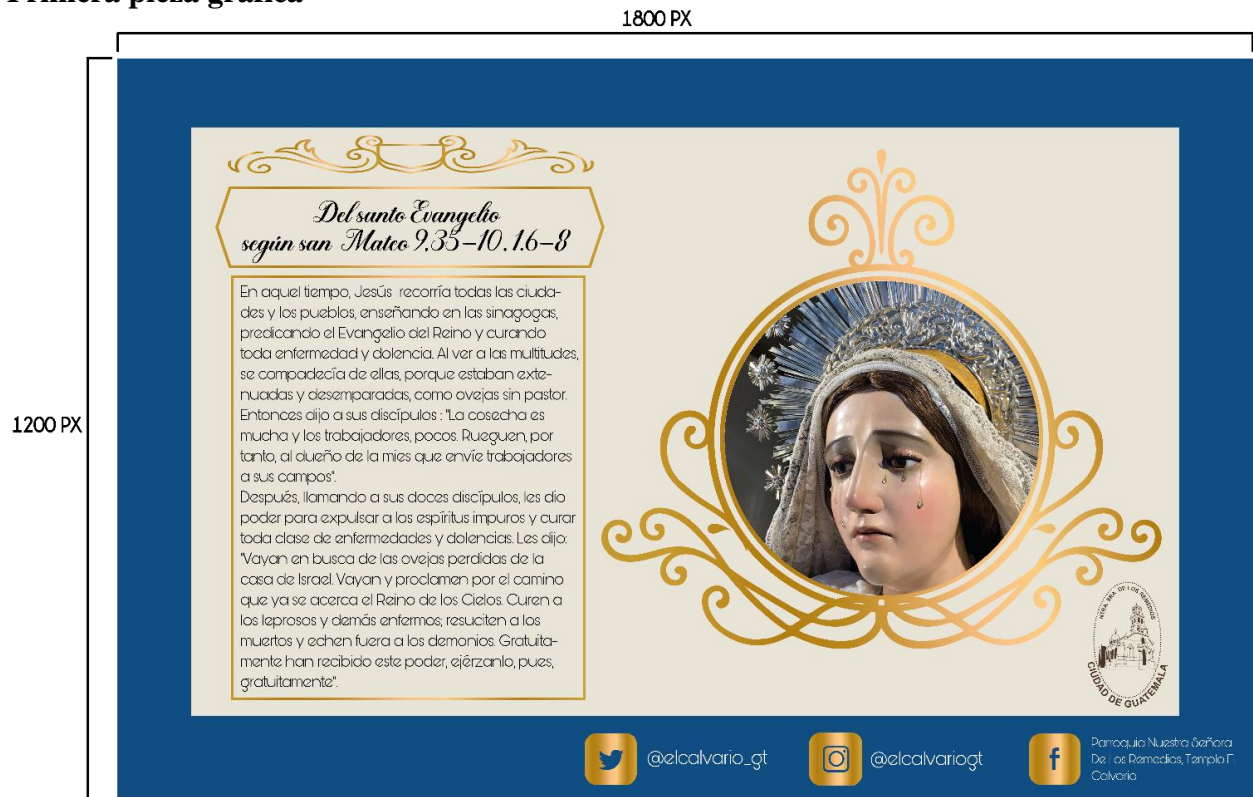 Primera pieza gráfica
1800 PX
1200 PX
Del santo Evangelio
según san Mateo 9,35-10, 1.6-8
En aquel tiempo, Jesús recorría todas las ciuda-
des y los pueblos, enseñando en las sinagogas,
predicando el Evangelio del Reino y curando
toda enfermedad y dolencia. Al ver a las multitudes,
se compadecía de ellas, porque estaban exte-
nuadas y desemparadas, como ovejas sin pastor.
Entonces dijo a sus discípulos : "La cosecha es
mucha y los trabajadores, pocos. Rueguen, por
tanto, al dueño de la mies que envíe trabajadores
a sus campos".
Después, llamando a sus doces discípulos, les dio
poder para expulsar a los espíritus impuros y curar
toda clase de enfermedades y dolencias. Les dijo:
"Vayan en busca de las ovejas perdidas de la
casa de Israel. Vayan y proclamen por el camino
que ya se acerca el Reino de los Cielos. Curen a
los leprosos y demás enfermos; resuciten a los
muertos y echen fuera a los demonios. Gratuita-
mente han recibido este poder, ejérzanlo, pues,
gratuitamente".
NTRA SRA DE LOS REMEDIOS
CIUDAD DE GUATEMALA
@elcalvario_gt
@elcalvariogt
Parroquia Nuestra Señora
De Los Remedios, Templo El
Calvario